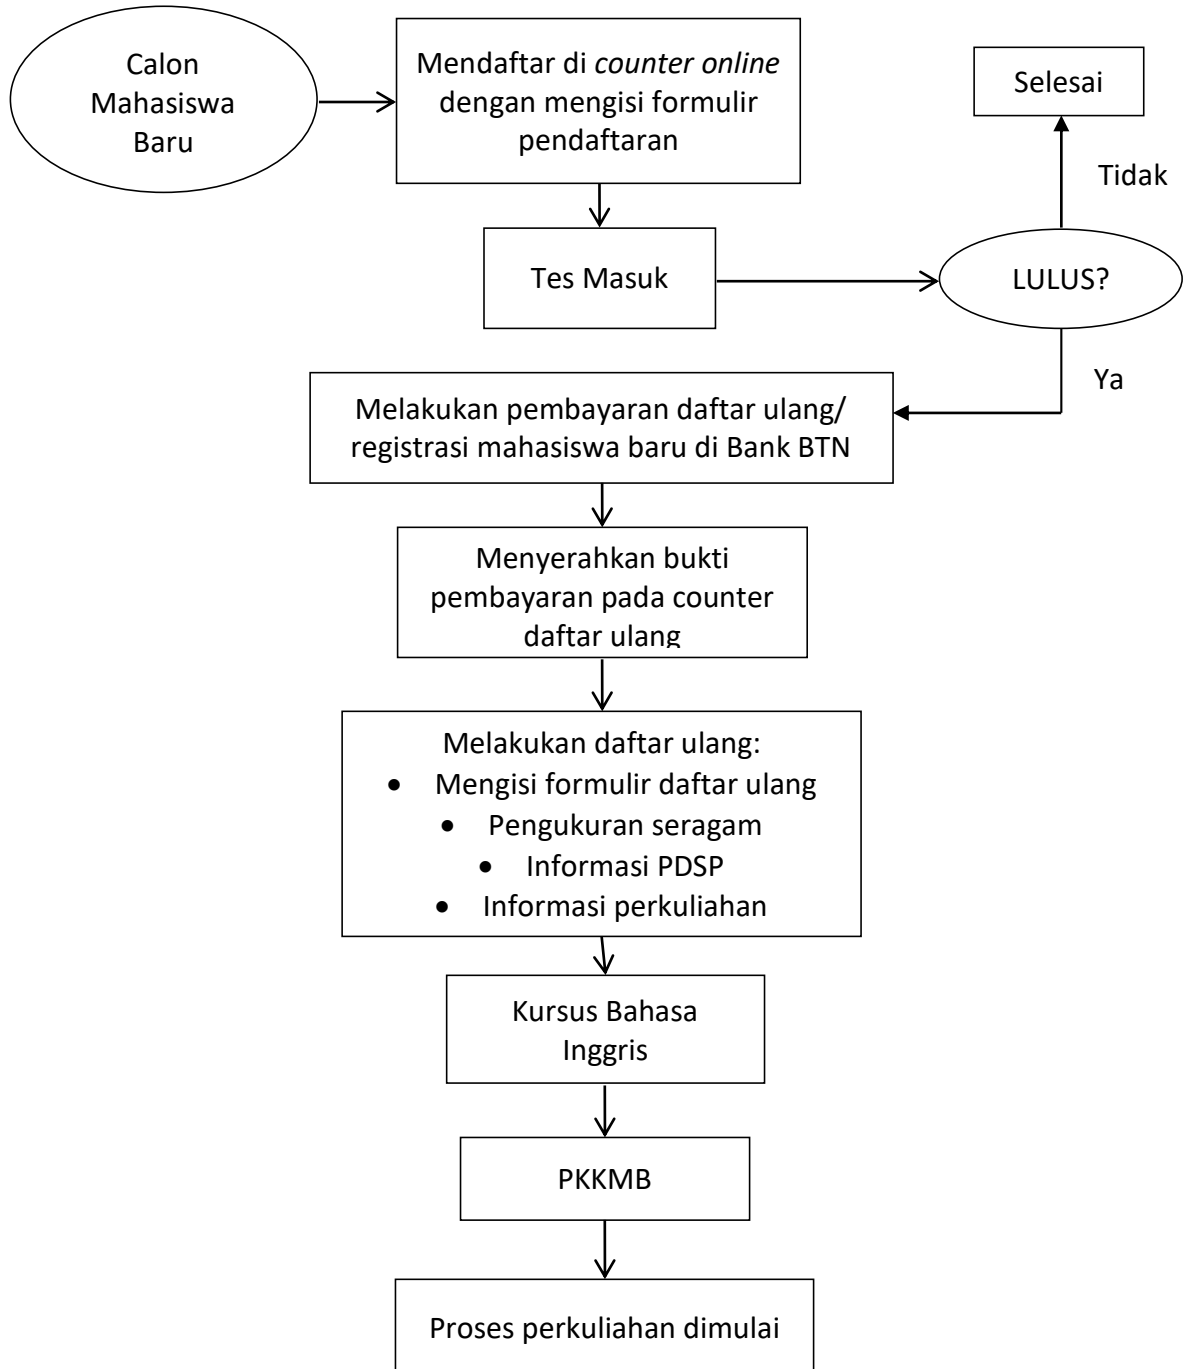 Calon
Mahasiswa
Baru
Mendaftar di counter online
dengan mengisi formulir
pendaftaran
Selesai
Tidak
Tes Masuk
LULUS?
Ya
Melakukan pembayaran daftar ulang/
registrasi mahasiswa baru di Bank BTN
Menyerahkan bukti
pembayaran pada counter
daftar ulang
Melakukan daftar ulang:
• Mengisi formulir daftar ulang
• Pengukuran seragam
• Informasi PDSP
• Informasi perkuliahan
Kursus Bahasa
Inggris
PKKMB
Proses perkuliahan dimulai